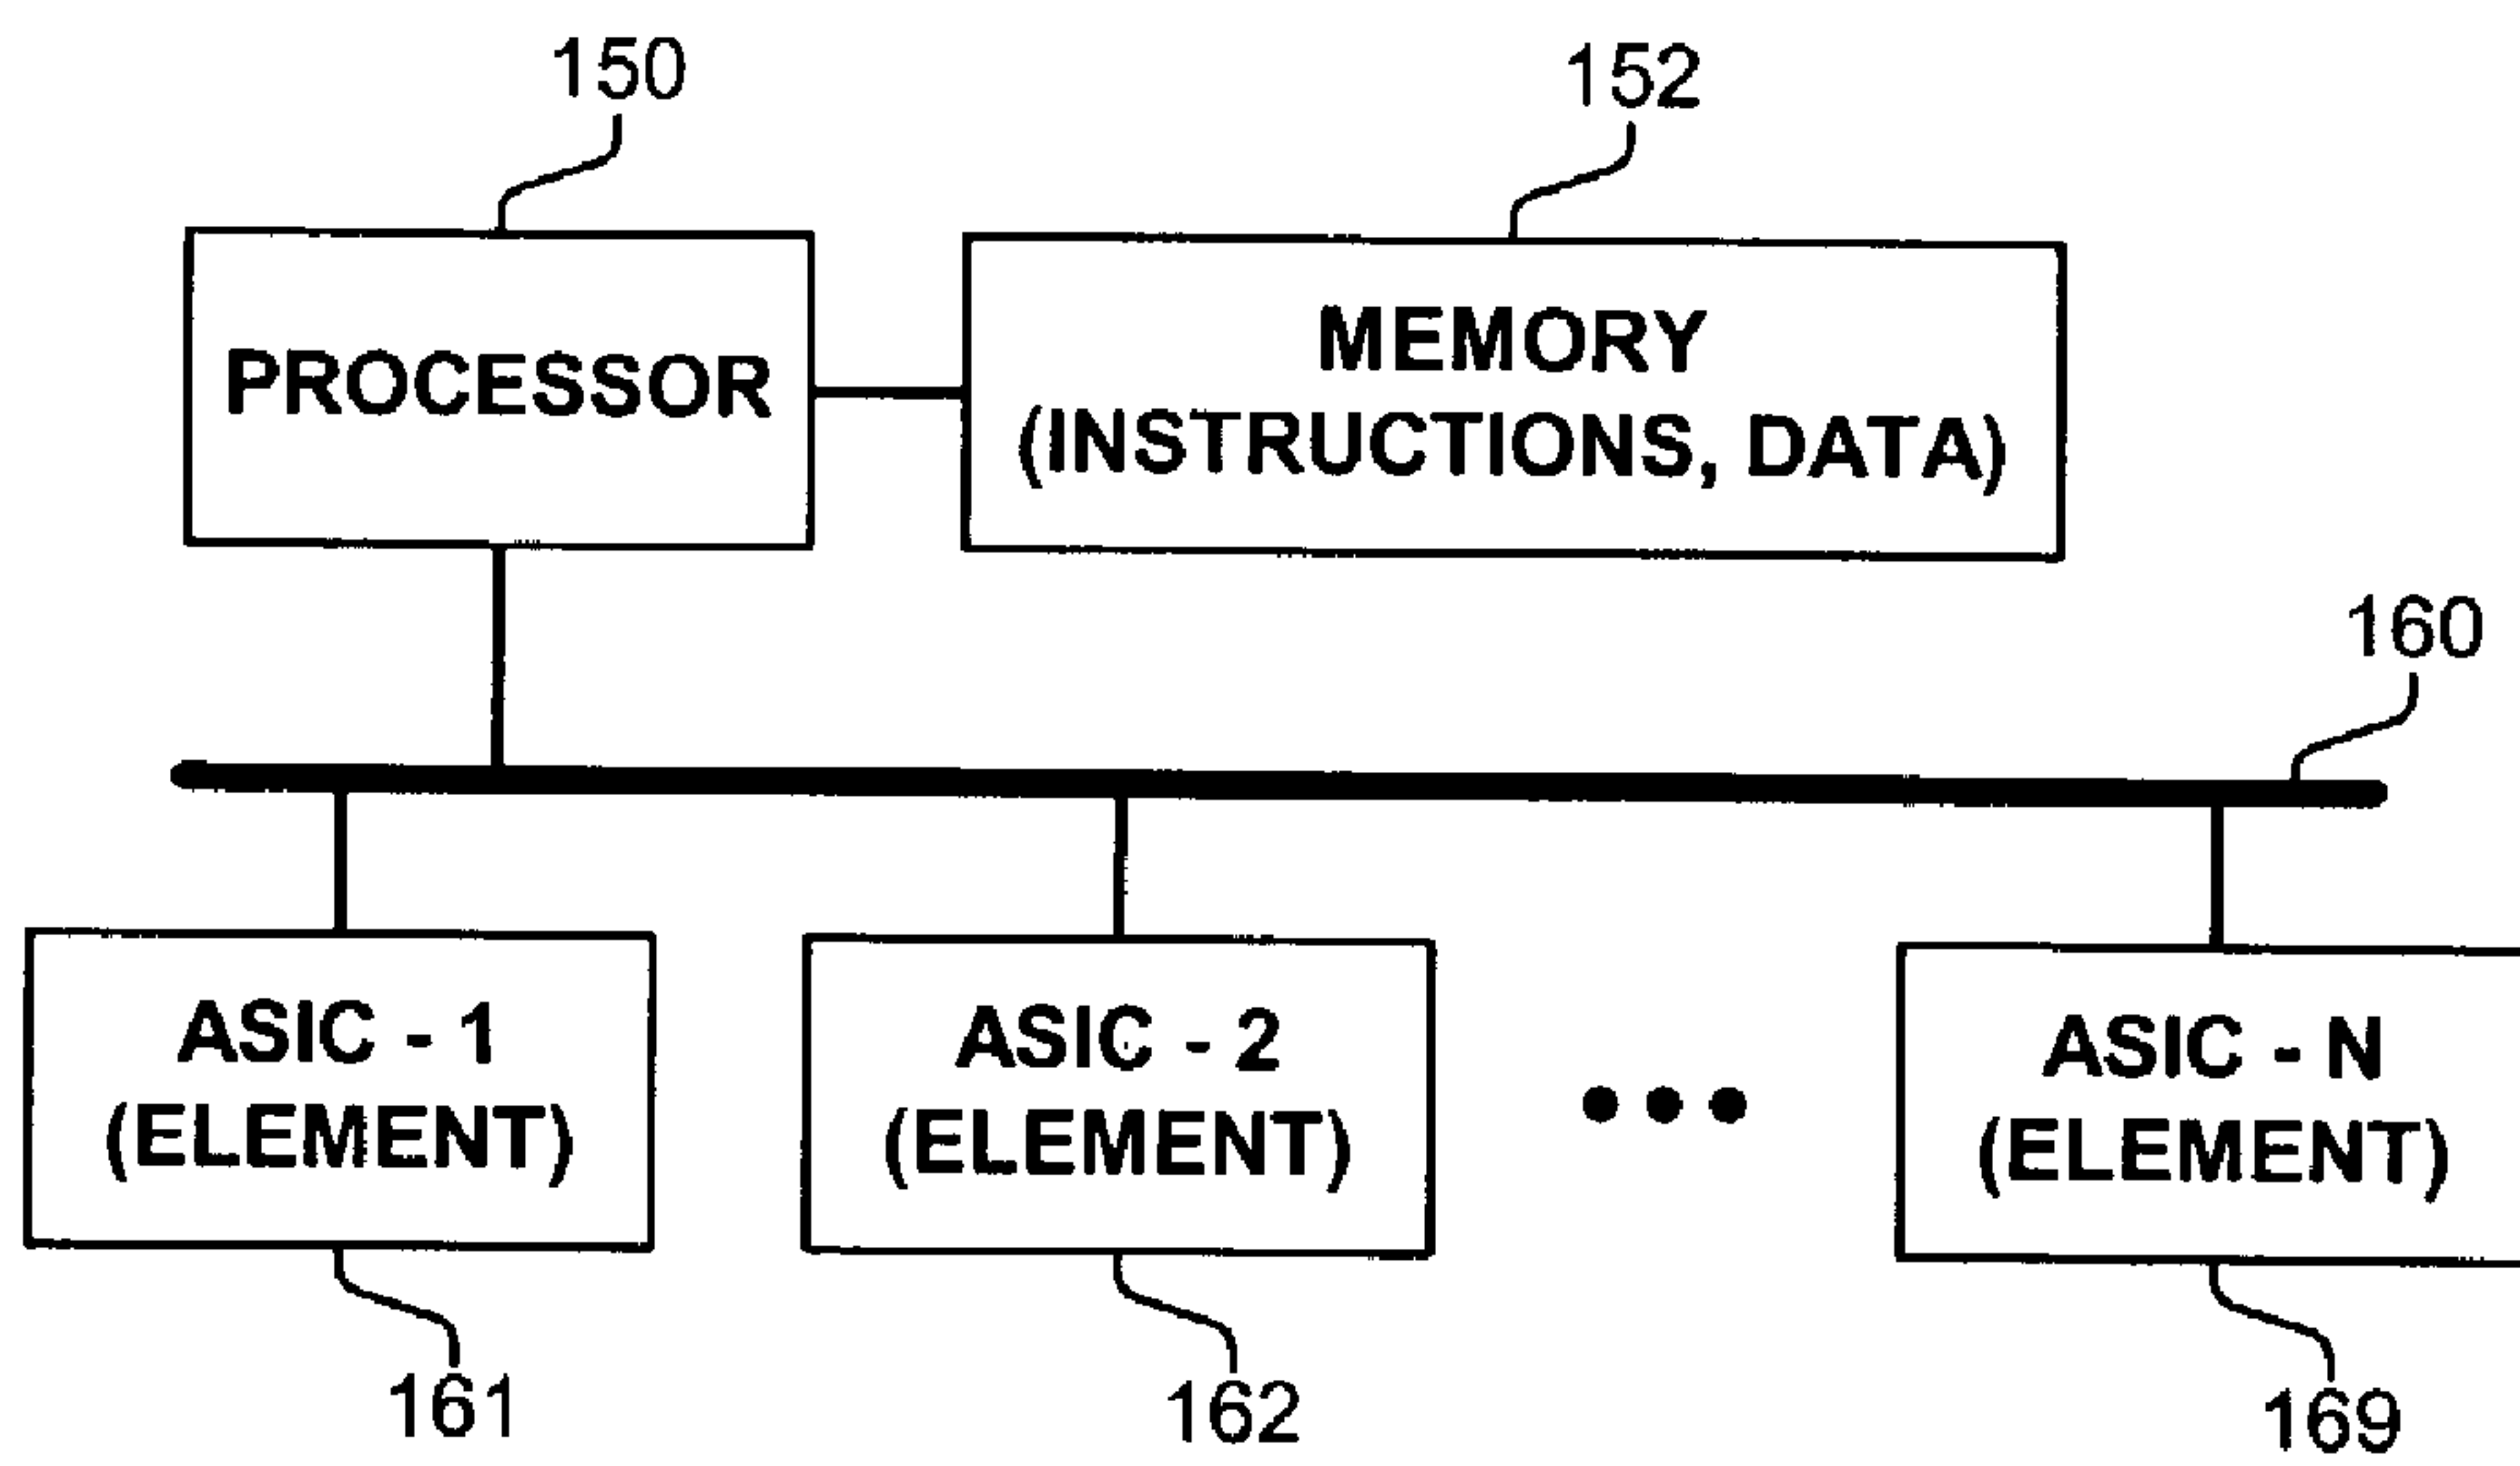 150
152
PROCESSOR
MEMORY
(INSTRUCTIONS, DATA)
160
ASIC - 1
(ELEMENT)
ASIC - 2
(ELEMENT)
ASIC - N
(ELEMENT)
161
162
169